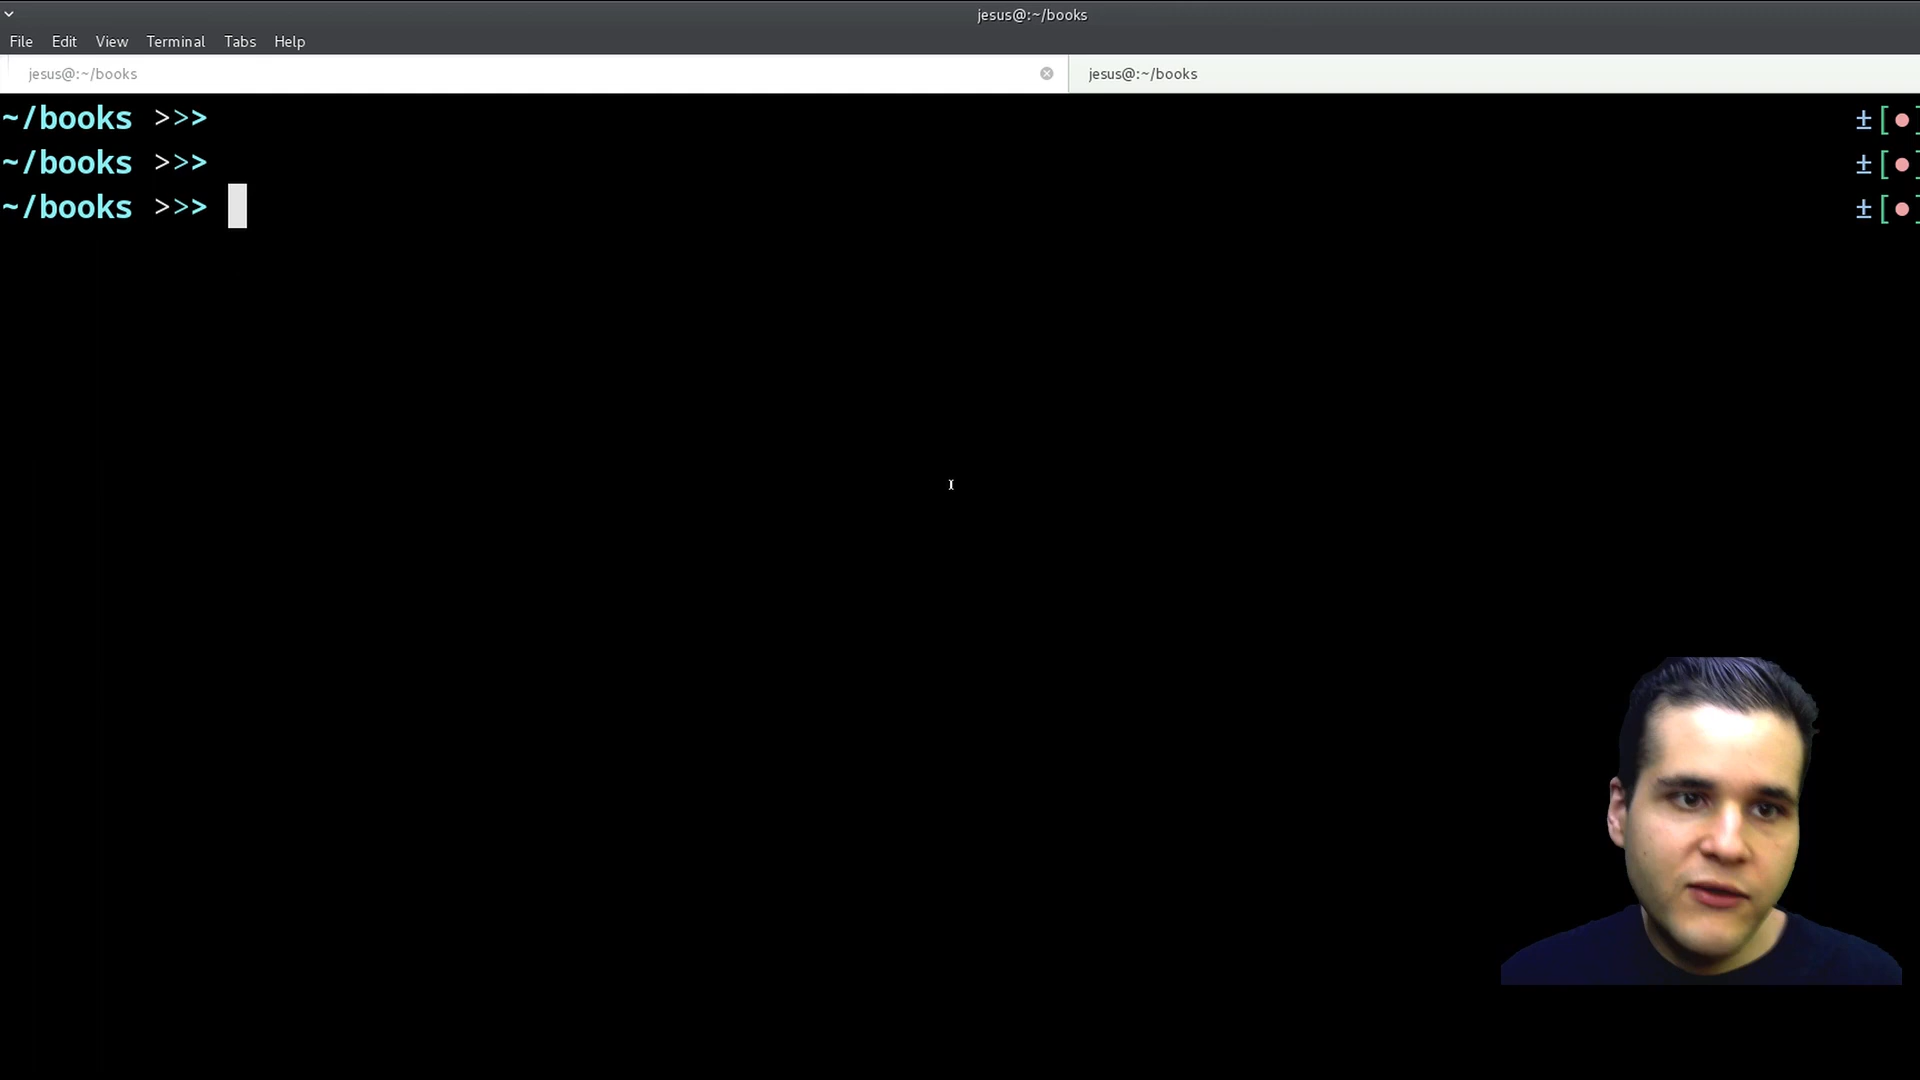 jesus@:~/books
File Edit View Terminal Tabs Help
jesus@:~/books jesus@:~/books
~/books >>> ±[●]
~/books >>> ±[●]
~/books >>> ±[●]